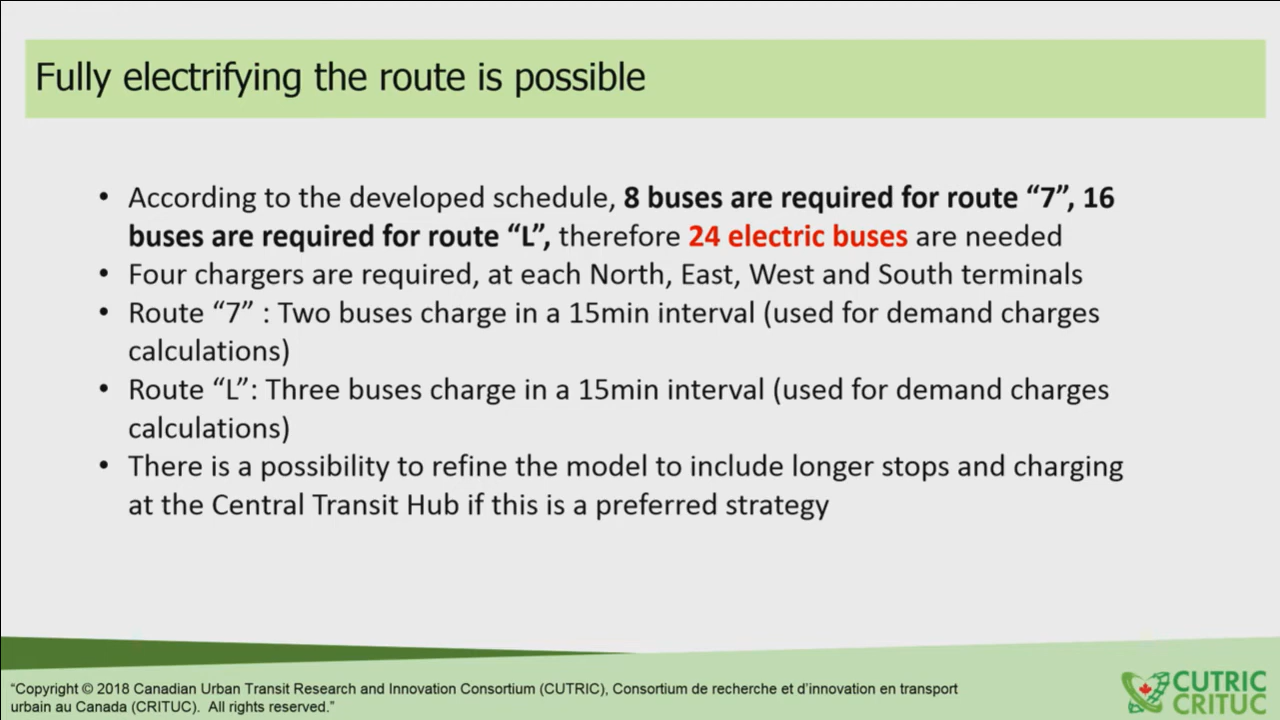 Fully electrifying the route is possible
• According to the developed schedule, 8 buses are required for route “7”, 16
buses are required for route “L”, therefore 24 electric buses are needed
• Four chargers are required, at each North, East, West and South terminals
• Route “7” : Two buses charge in a 15min interval (used for demand charges
calculations)
• Route “L”: Three buses charge in a 15min interval (used for demand charges
calculations)
• There is a possibility to refine the model to include longer stops and charging
at the Central Transit Hub if this is a preferred strategy
“Copyright © 2018 Canadian Urban Transit Research and Innovation Consortium (CUTRIC), Consortium de recherche et d’innovation en transport
urbain au Canada (CRITUC). All rights reserved.”
CUTRIC
CRITUC